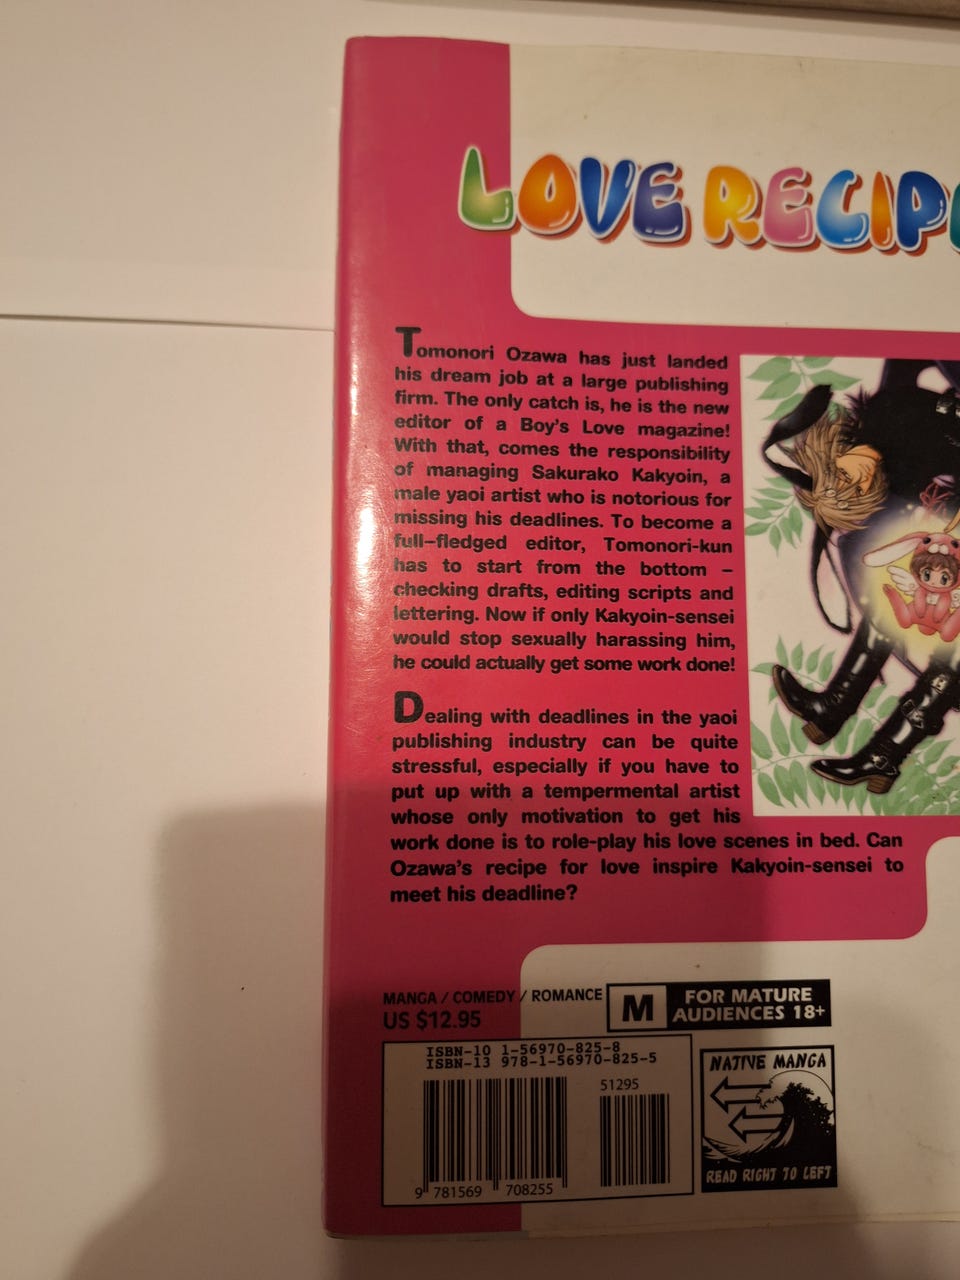 LOVE RECIPE
Tomonori Ozawa has just landed
his dream job at a large publishing
firm. The only catch is, he is the new
editor of a Boy's Love magazine!
With that, comes the responsibility
of managing Sakurako Kakyoin, a
male yaoi artist who is notorious for
missing his deadlines. To become a
full-fledged editor, Tomonori-kun
has to start from the bottom –
checking drafts, editing scripts and
lettering. Now if only Kakyoin-sensei
would stop sexually harassing him,
he could actually get some work done!
Dealing with deadlines in the yaoi
publishing industry can be quite
stressful, especially if you have to
put up with a tempermental artist
whose only motivation to get his
work done is to role-play his love scenes in bed. Can
Ozawa's recipe for love inspire Kakyoin-sensei to
meet his deadline?
MANGA / COMEDY / ROMANCE
US $12.95
M
FOR MATURE
AUDIENCES 18+
ISBN-10 1-56970-825-8
ISBN-13 978-1-56970-825-5
51295
9 781569 708255
NATIVE MANGA
READ RIGHT TO LEFT